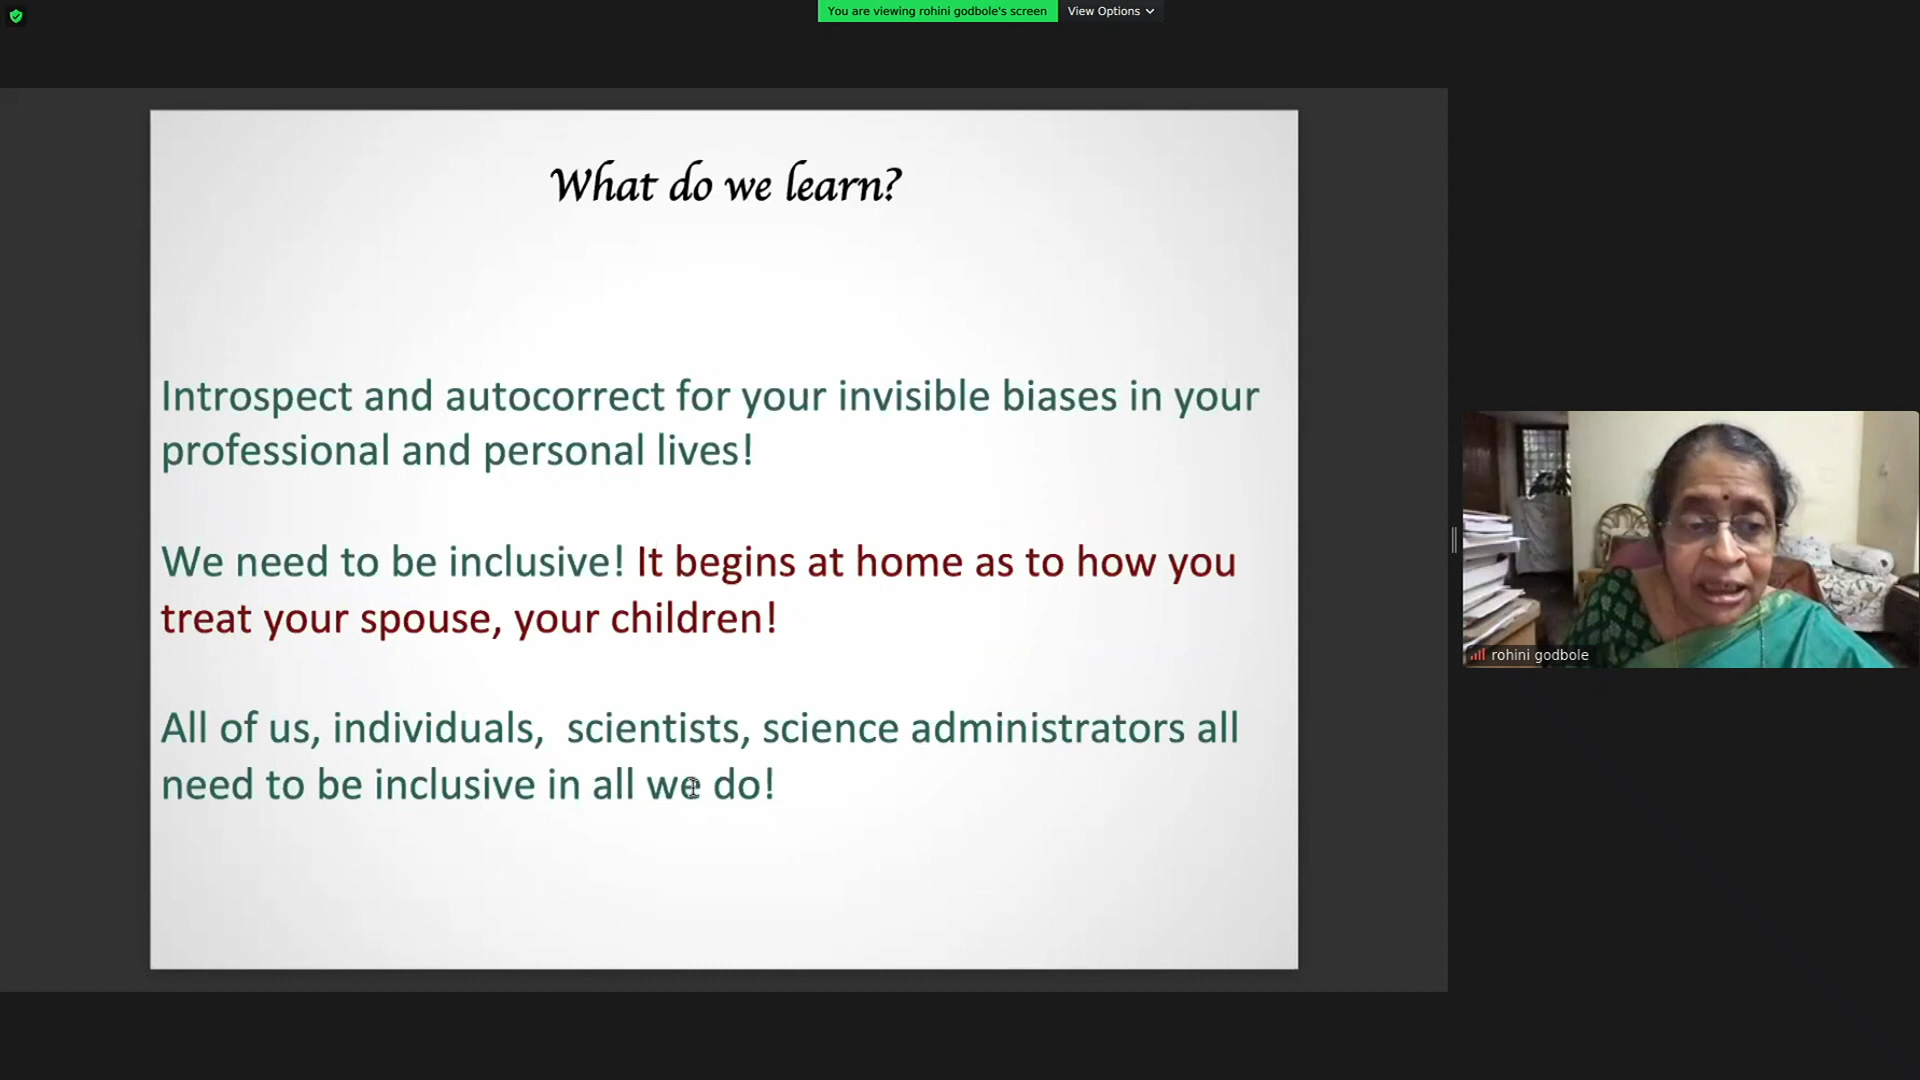 You are viewing rohini godbole's screen
View Options
What do we learn?
Introspect and autocorrect for your invisible biases in your
professional and personal lives!
We need to be inclusive! It begins at home as to how you
treat your spouse, your children!
All of us, individuals,  scientists, science administrators all
need to be inclusive in all we do!
rohini godbole